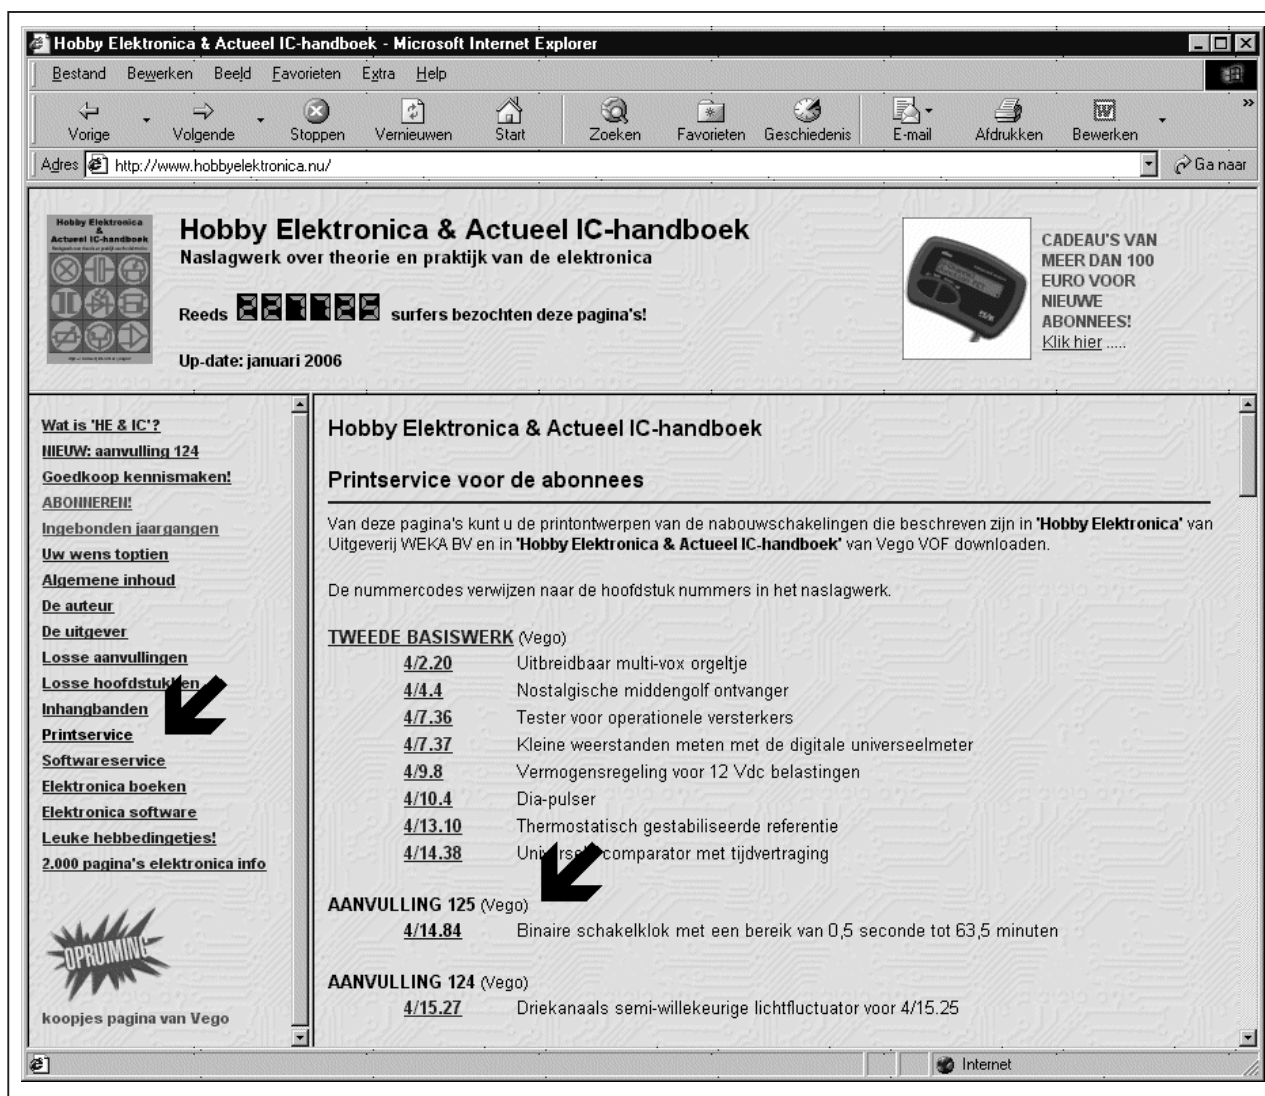 Hobby Elektronica & Actueel IC-handboek - Microsoft Internet Explorer
Bestand Bewerken Beeld Favorieten Extra Help
Vorige Volgende Stoppen Vernieuwen Start Zoeken Favorieten Geschiedenis E-mail Afdrukken Bewerken »
Adres http://www.hobbyelektronica.nu/ Ga naar
Hobby Elektronica
&
Actueel IC-handboek
Hobby Elektronica & Actueel IC-handboek
Naslagwerk over theorie en praktijk van de elektronica
Reeds 227725 surfers bezochten deze pagina's!
Up-date: januari 2006
CADEAU'S VAN
MEER DAN 100
EURO VOOR
NIEUWE
ABONNEES!
Klik hier .....
Wat is 'HE & IC'?
NIEUW: aanvulling 124
Goedkoop kennismaken!
ABONNEREN!
Ingebonden jaargangen
Uw wens toptien
Algemene inhoud
De auteur
De uitgever
Losse aanvullingen
Losse hoofdstukken
Inhangbanden
Printservice
Softwareservice
Elektronica boeken
Elektronica software
Leuke hebbedingetjes!
2.000 pagina's elektronica info
OPRUIMING
koopjes pagina van Vego
Hobby Elektronica & Actueel IC-handboek
Printservice voor de abonnees
Van deze pagina's kunt u de printontwerpen van de nabouwschakelingen die beschreven zijn in 'Hobby Elektronica' van
Uitgeverij WEKA BV en in 'Hobby Elektronica & Actueel IC-handboek' van Vego VOF downloaden.
De nummercodes verwijzen naar de hoofdstuk nummers in het naslagwerk.
TWEEDE BASISWERK (Vego)
4/2.20 Uitbreidbaar multi-vox orgeltje
4/4.4 Nostalgische middengolf ontvanger
4/7.36 Tester voor operationele versterkers
4/7.37 Kleine weerstanden meten met de digitale universeelmeter
4/9.8 Vermogensregeling voor 12 Vdc belastingen
4/10.4 Dia-pulser
4/13.10 Thermostatisch gestabiliseerde referentie
4/14.38 Universele comparator met tijdvertraging
AANVULLING 125 (Vego)
4/14.84 Binaire schakelklok met een bereik van 0,5 seconde tot 63,5 minuten
AANVULLING 124 (Vego)
4/15.27 Driekanaals semi-willekeurige lichtfluctuator voor 4/15.25
Internet